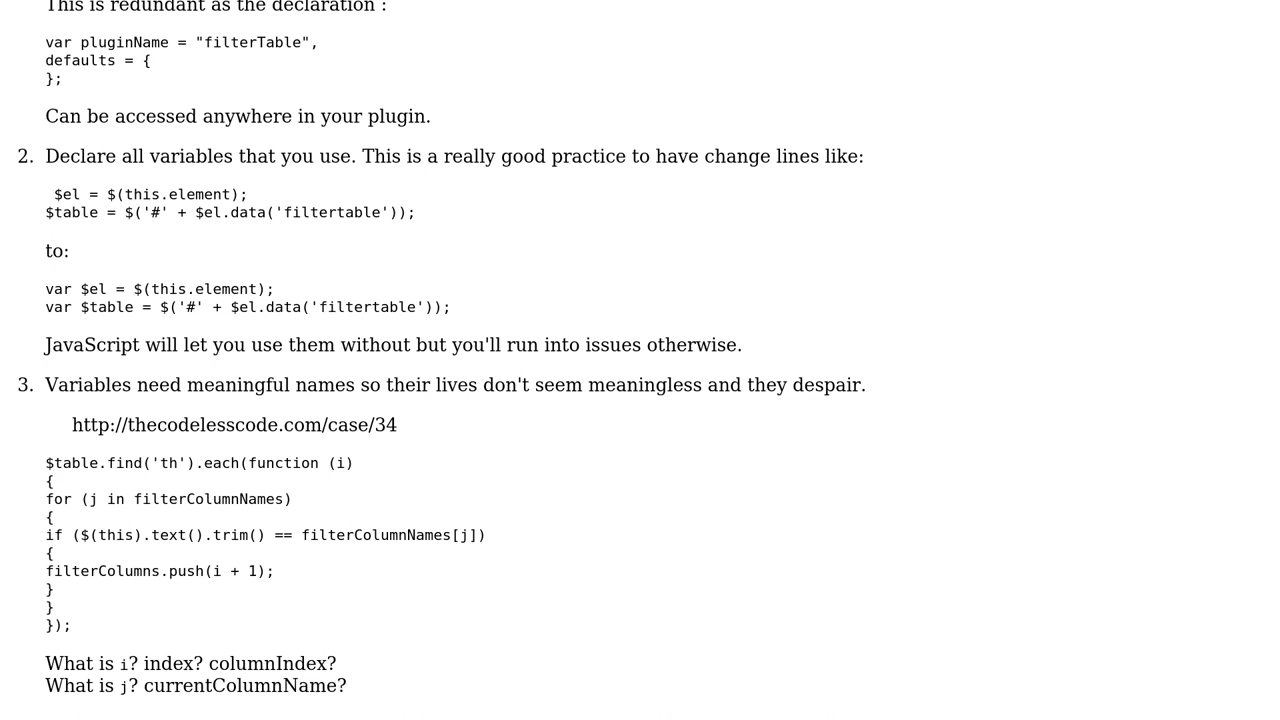 This is redundant as the declaration :
var pluginName = "filterTable",
defaults = {
};
Can be accessed anywhere in your plugin.
2. Declare all variables that you use. This is a really good practice to have change lines like:
$el = $(this.element);
$table = $('#' + $el.data('filtertable'));
to:
var $el = $(this.element);
var $table = $('#' + $el.data('filtertable'));
JavaScript will let you use them without but you'll run into issues otherwise.
3. Variables need meaningful names so their lives don't seem meaningless and they despair.
http://thecodelesscode.com/case/34
$table.find('th').each(function (i)
{
for (j in filterColumnNames)
{
if ($(this).text().trim() == filterColumnNames[j])
{
filterColumns.push(i + 1);
}
}
});
What is i? index? columnIndex?
What is j? currentColumnName?